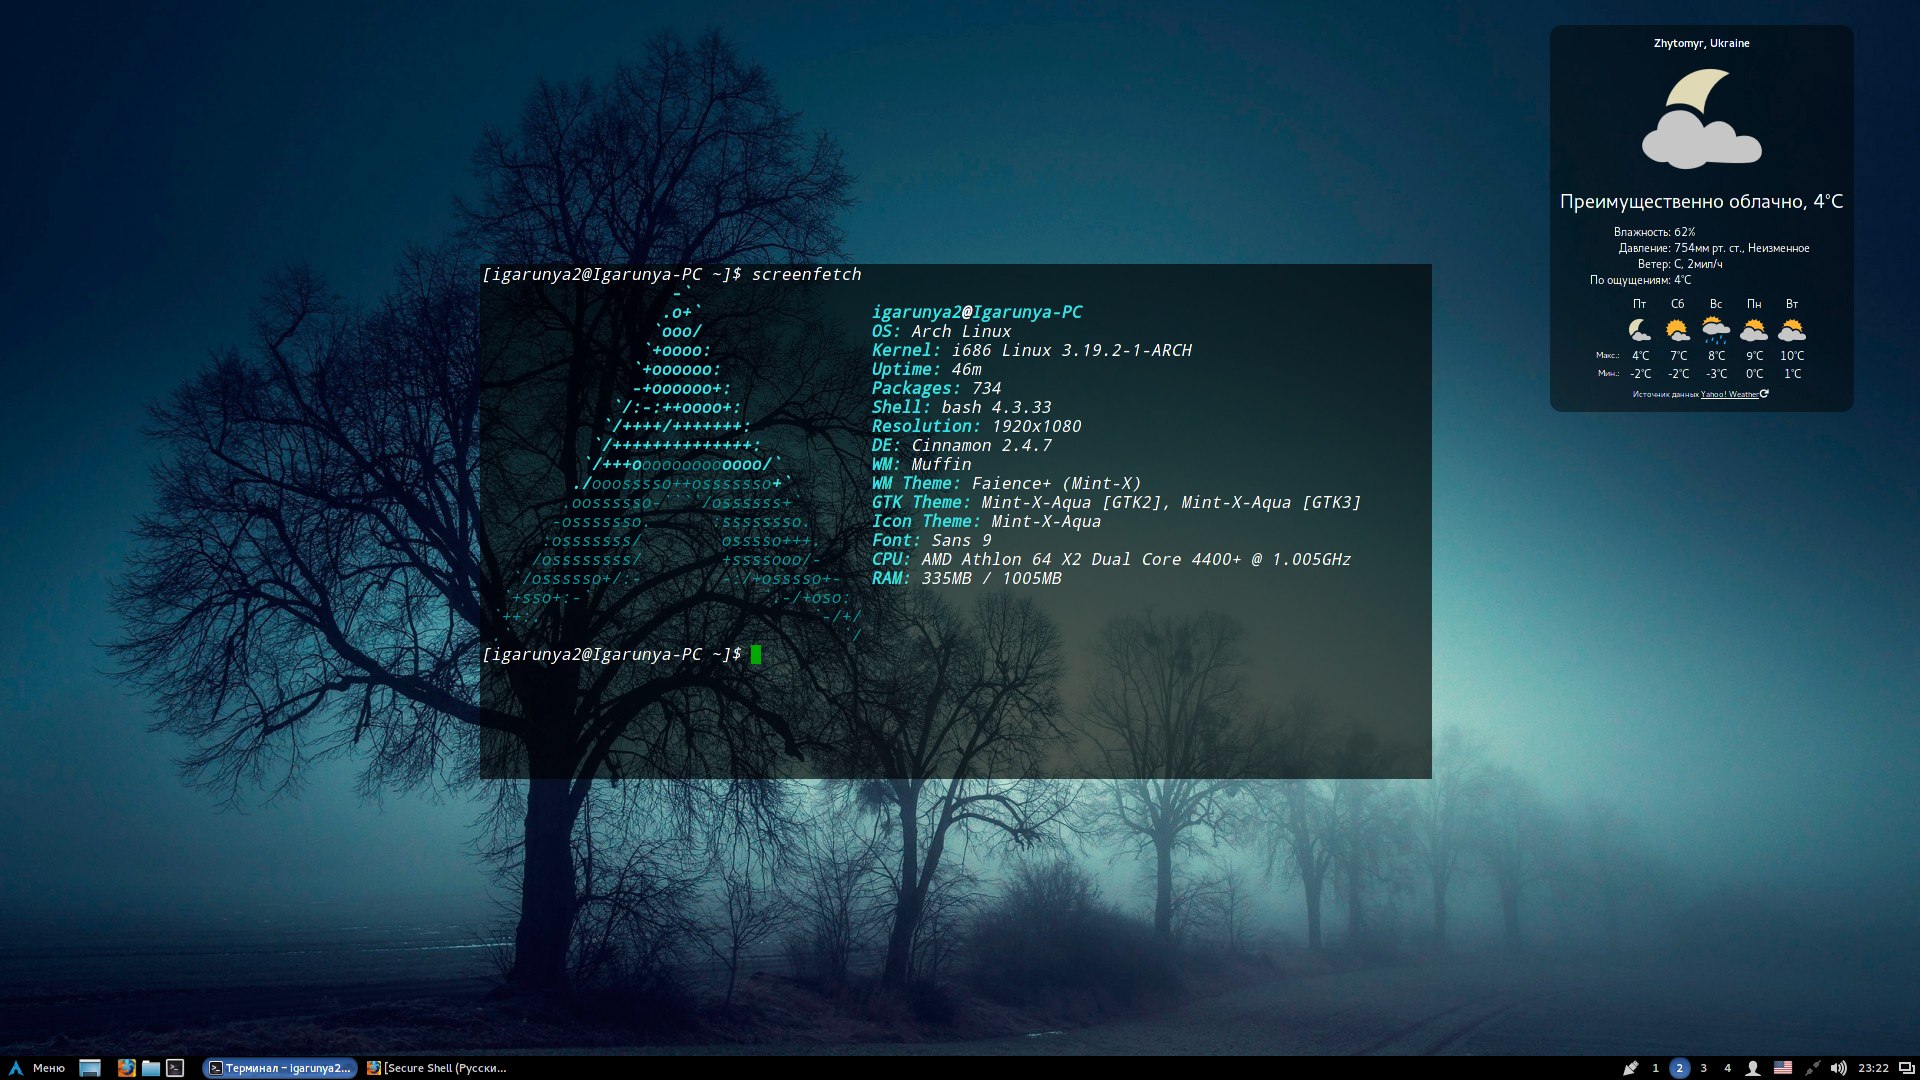 Zhytomyr, Ukraine
Преимущественно облачно, 4°C
Влажность: 62%
Давление: 754мм рт. ст., Неизменное
Ветер: С, 2мил/ч
По ощущениям: 4°C
Пт Сб Вс Пн Вт
Макс.: 4°C 7°C 8°C 9°C 10°C
Мин.: -2°C -2°C -3°C 0°C 1°C
Источник данных Yahoo! Weather
[igarunya2@Igarunya-PC ~]$ screenfetch
igarunya2@Igarunya-PC
OS: Arch Linux
Kernel: i686 Linux 3.19.2-1-ARCH
Uptime: 46m
Packages: 734
Shell: bash 4.3.33
Resolution: 1920x1080
DE: Cinnamon 2.4.7
WM: Muffin
WM Theme: Faience+ (Mint-X)
GTK Theme: Mint-X-Aqua [GTK2], Mint-X-Aqua [GTK3]
Icon Theme: Mint-X-Aqua
Font: Sans 9
CPU: AMD Athlon 64 X2 Dual Core 4400+ @ 1.005GHz
RAM: 335MB / 1005MB
[igarunya2@Igarunya-PC ~]$
Меню Терминал – igarunya2... [Secure Shell (Русски... 1 2 3 4 23:22